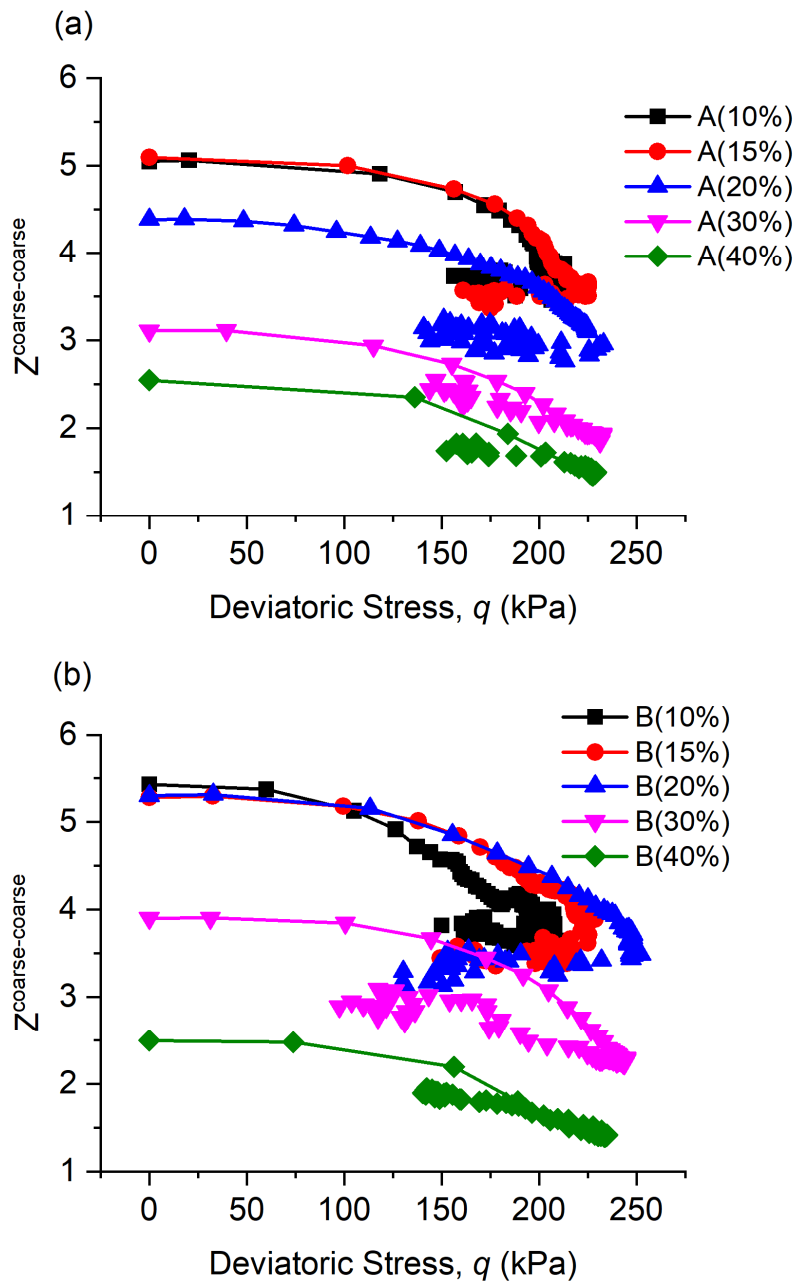 (a)
6
5
4
3
2
1
Z^coarse-coarse
A(10%)
A(15%)
A(20%)
A(30%)
A(40%)
0 50 100 150 200 250
Deviatoric Stress, q (kPa)
(b)
6
5
4
3
2
1
Z^coarse-coarse
B(10%)
B(15%)
B(20%)
B(30%)
B(40%)
0 50 100 150 200 250
Deviatoric Stress, q (kPa)